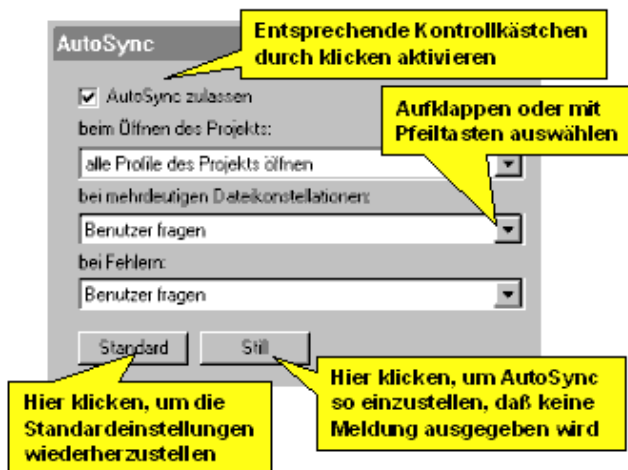 Entsprechende Kontrollkästchen
durch klicken aktivieren
AutoSync
AutoSync zulassen
Aufklappen oder mit
Pfeiltasten auswählen
beim Öffnen des Projekts:
alle Profile des Projekts öffnen
bei mehrdeutigen Dateikonstellationen:
Benutzer fragen
bei Fehlern:
Benutzer fragen
Standard
Still
Hier klicken, um die
Standardeinstellungen
wiederherzustellen
Hier klicken, um AutoSync
so einzustellen, daß keine
Meldung ausgegeben wird